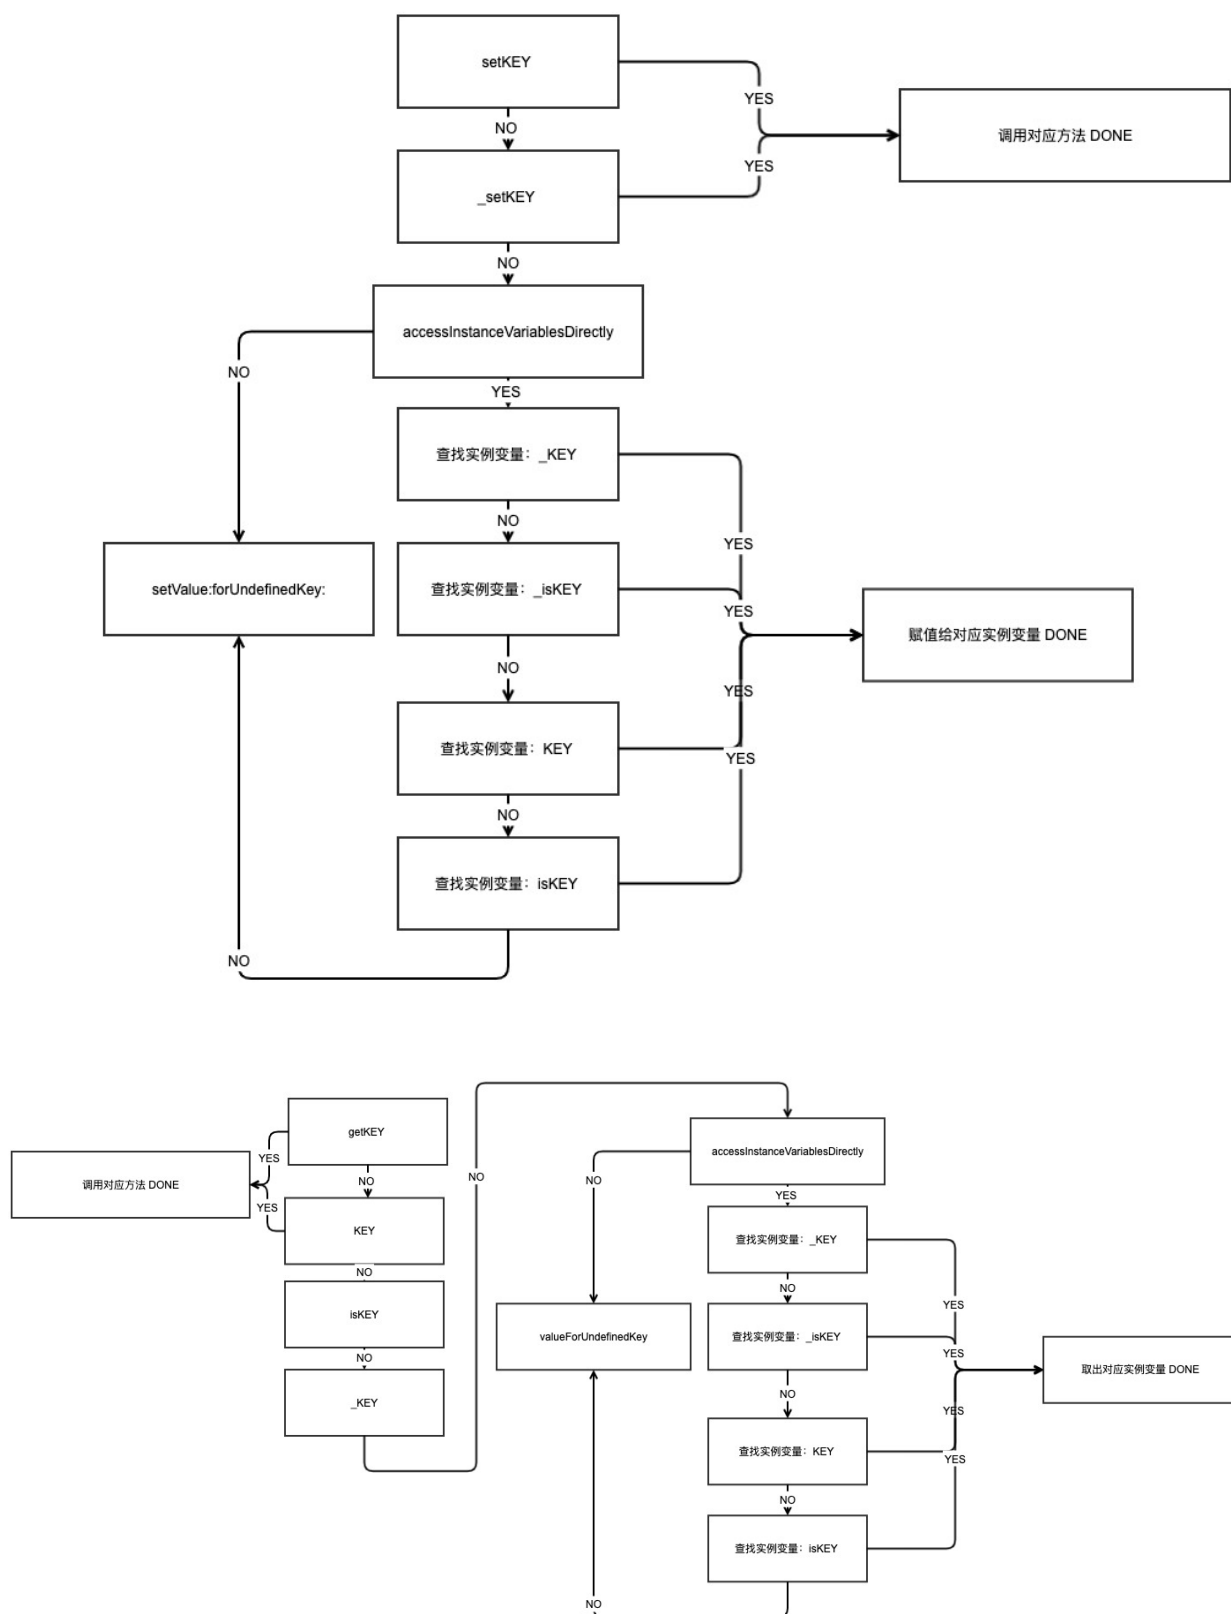 setKEY
YES
调用对应方法 DONE
NO
YES
_setKEY
NO
accessInstanceVariablesDirectly
NO
YES
查找实例变量：_KEY
NO
YES
setValue:forUndefinedKey:
查找实例变量：_isKEY
YES
赋值给对应实例变量 DONE
NO
YES
查找实例变量：KEY
YES
NO
查找实例变量：isKEY
NO
getKEY
accessInstanceVariablesDirectly
YES
NO
NO
NO
调用对应方法 DONE
YES
YES
KEY
查找实例变量：_KEY
NO
NO
YES
isKEY
valueForUndefinedKey
查找实例变量：_isKEY
YES
NO
取出对应实例变量 DONE
_KEY
NO
YES
查找实例变量：KEY
YES
NO
查找实例变量：isKEY
NO